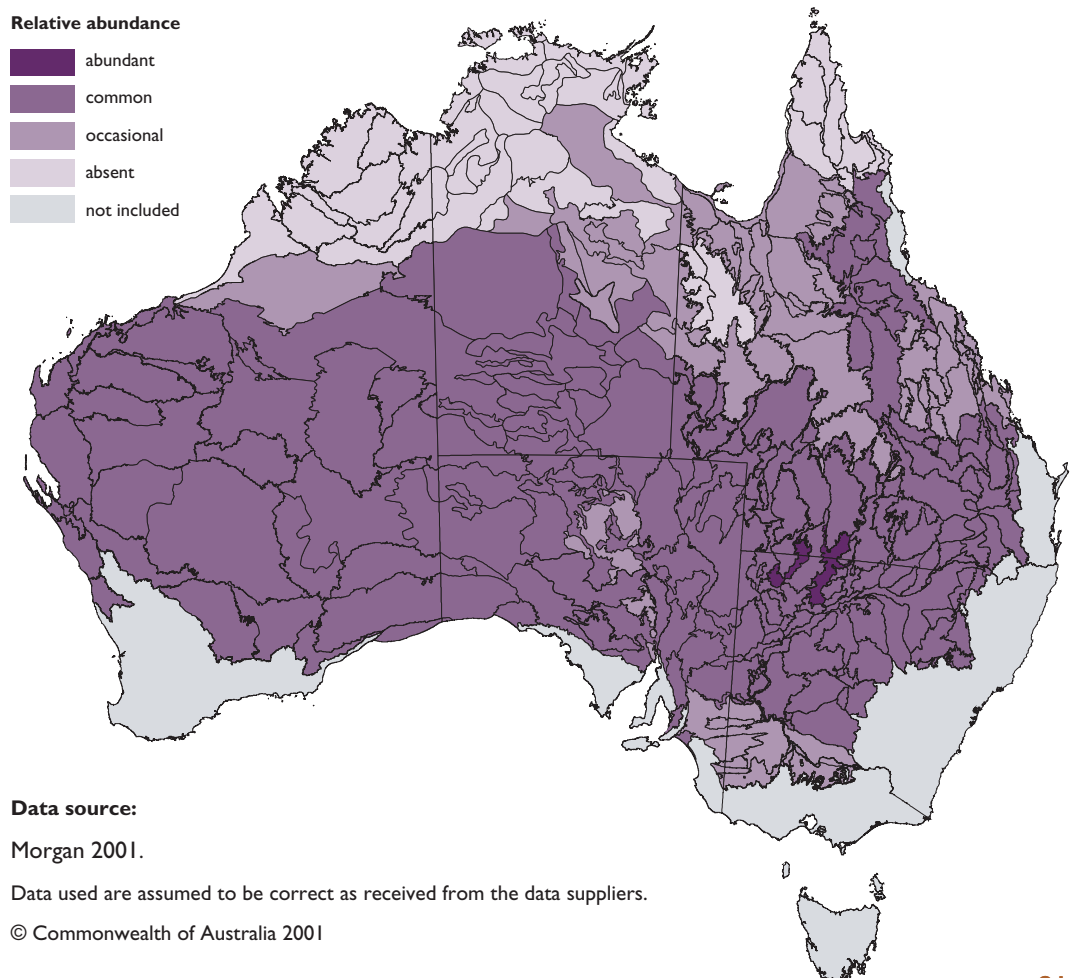 Relative abundance
abundant
common
occasional
absent
not included
Data source:
Morgan 2001.
Data used are assumed to be correct as received from the data suppliers.
© Commonwealth of Australia 2001